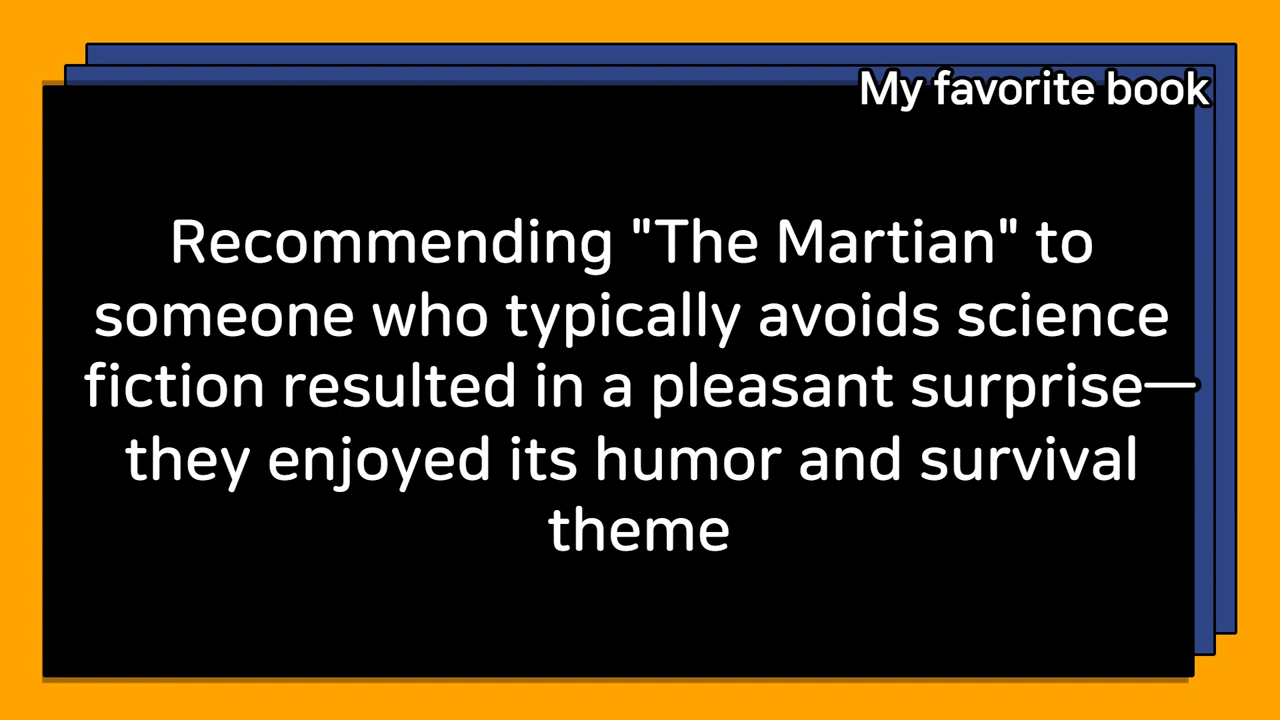 My favorite book
Recommending "The Martian" to
someone who typically avoids science
fiction resulted in a pleasant surprise—
they enjoyed its humor and survival
theme